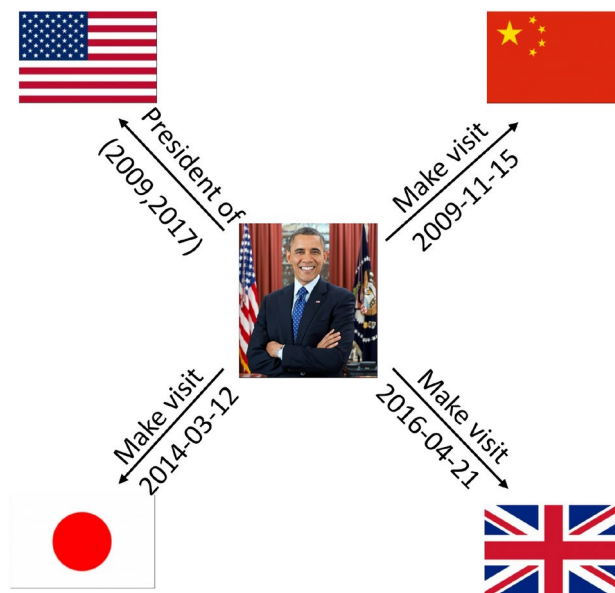 President of
(2009,2017)
Make visit
2009-11-15
Make visit
2014-03-12
Make visit
2016-04-21